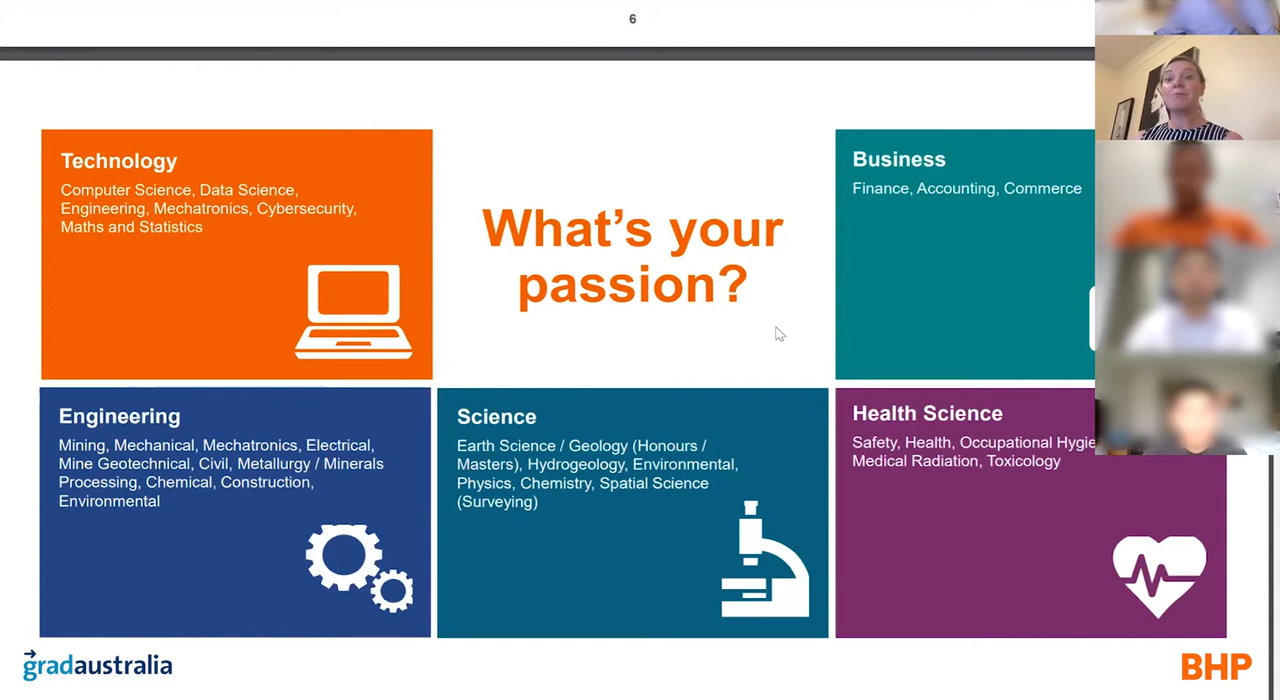 6
Technology
Computer Science, Data Science,
Engineering, Mechatronics, Cybersecurity,
Maths and Statistics
What's your
passion?
Business
Finance, Accounting, Commerce
Engineering
Mining, Mechanical, Mechatronics, Electrical,
Mine Geotechnical, Civil, Metallurgy / Minerals
Processing, Chemical, Construction,
Environmental
Science
Earth Science / Geology (Honours /
Masters), Hydrogeology, Environmental,
Physics, Chemistry, Spatial Science
(Surveying)
Health Science
Safety, Health, Occupational
Medical Radiation, Toxicology
gradaustralia
BHP